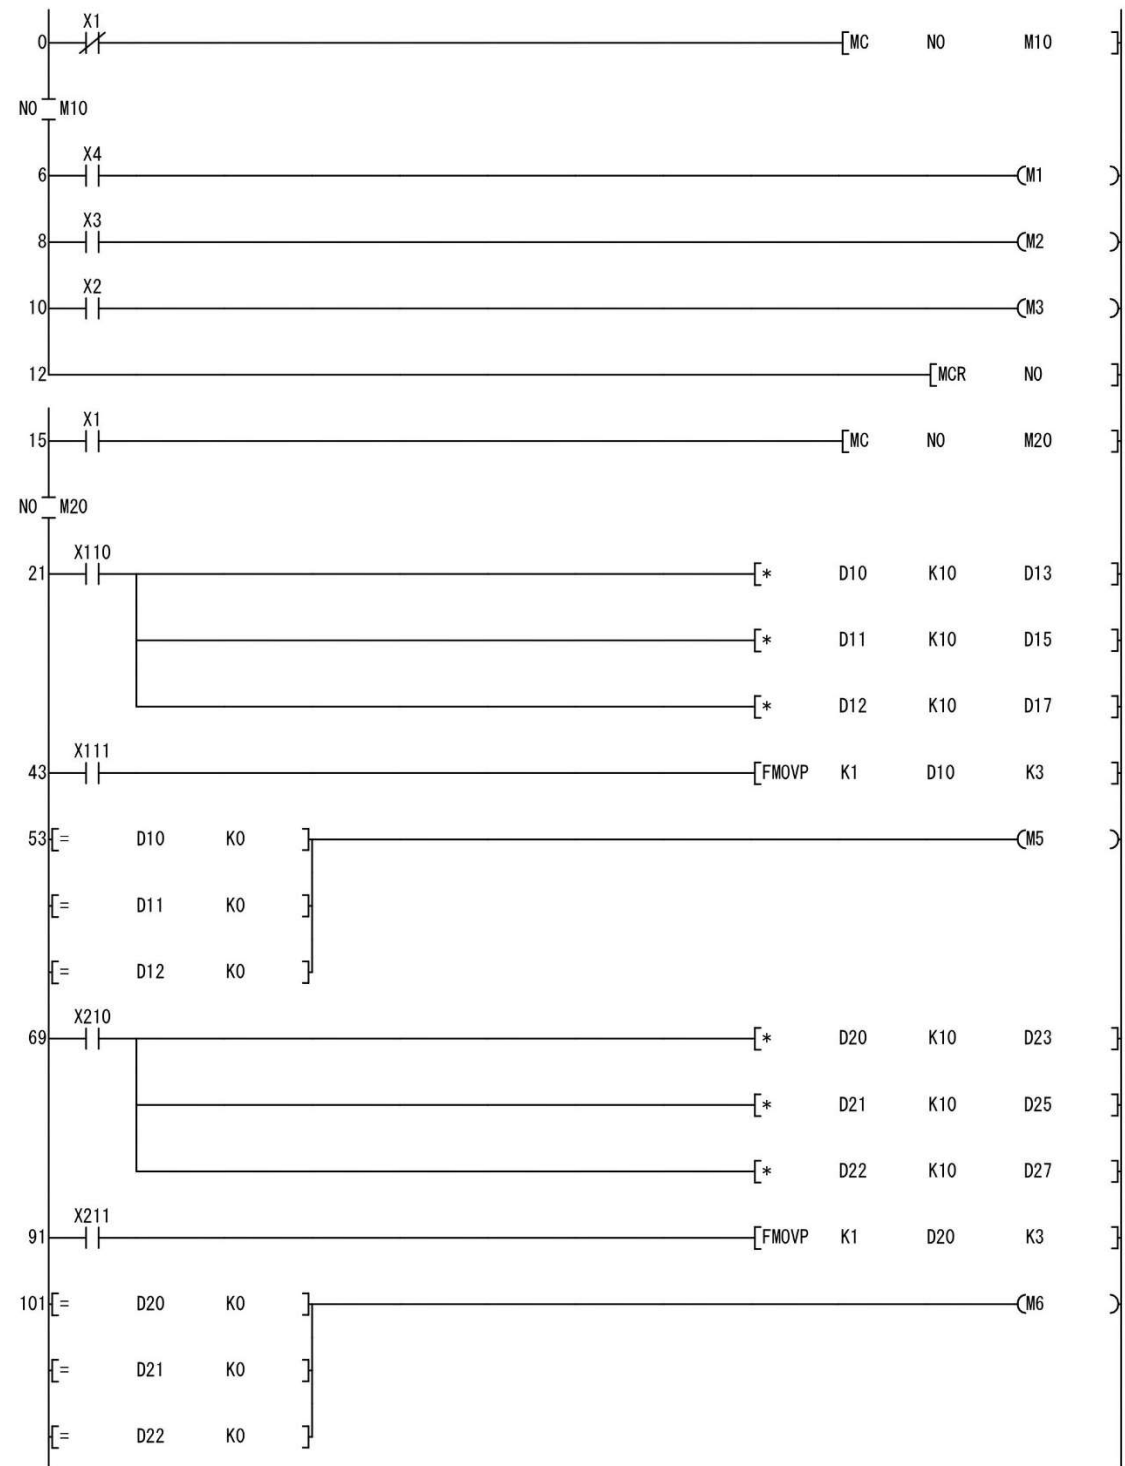 X1
0 [MC N0 M10 ]
N0 M10
X4
6 (M1 )
X3
8 (M2 )
X2
10 (M3 )
12 [MCR N0 ]
X1
15 [MC N0 M20 ]
N0 M20
X110
21 [* D10 K10 D13 ]
[* D11 K10 D15 ]
[* D12 K10 D17 ]
X111
43 [FMOVP K1 D10 K3 ]
53 [= D10 K0 ] (M5 )
[= D11 K0 ]
[= D12 K0 ]
X210
69 [* D20 K10 D23 ]
[* D21 K10 D25 ]
[* D22 K10 D27 ]
X211
91 [FMOVP K1 D20 K3 ]
101 [= D20 K0 ] (M6 )
[= D21 K0 ]
[= D22 K0 ]